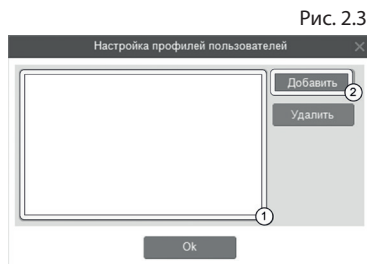 Рис. 2.3
Настройка профилей пользователей
Добавить
2
Удалить
1
Ok